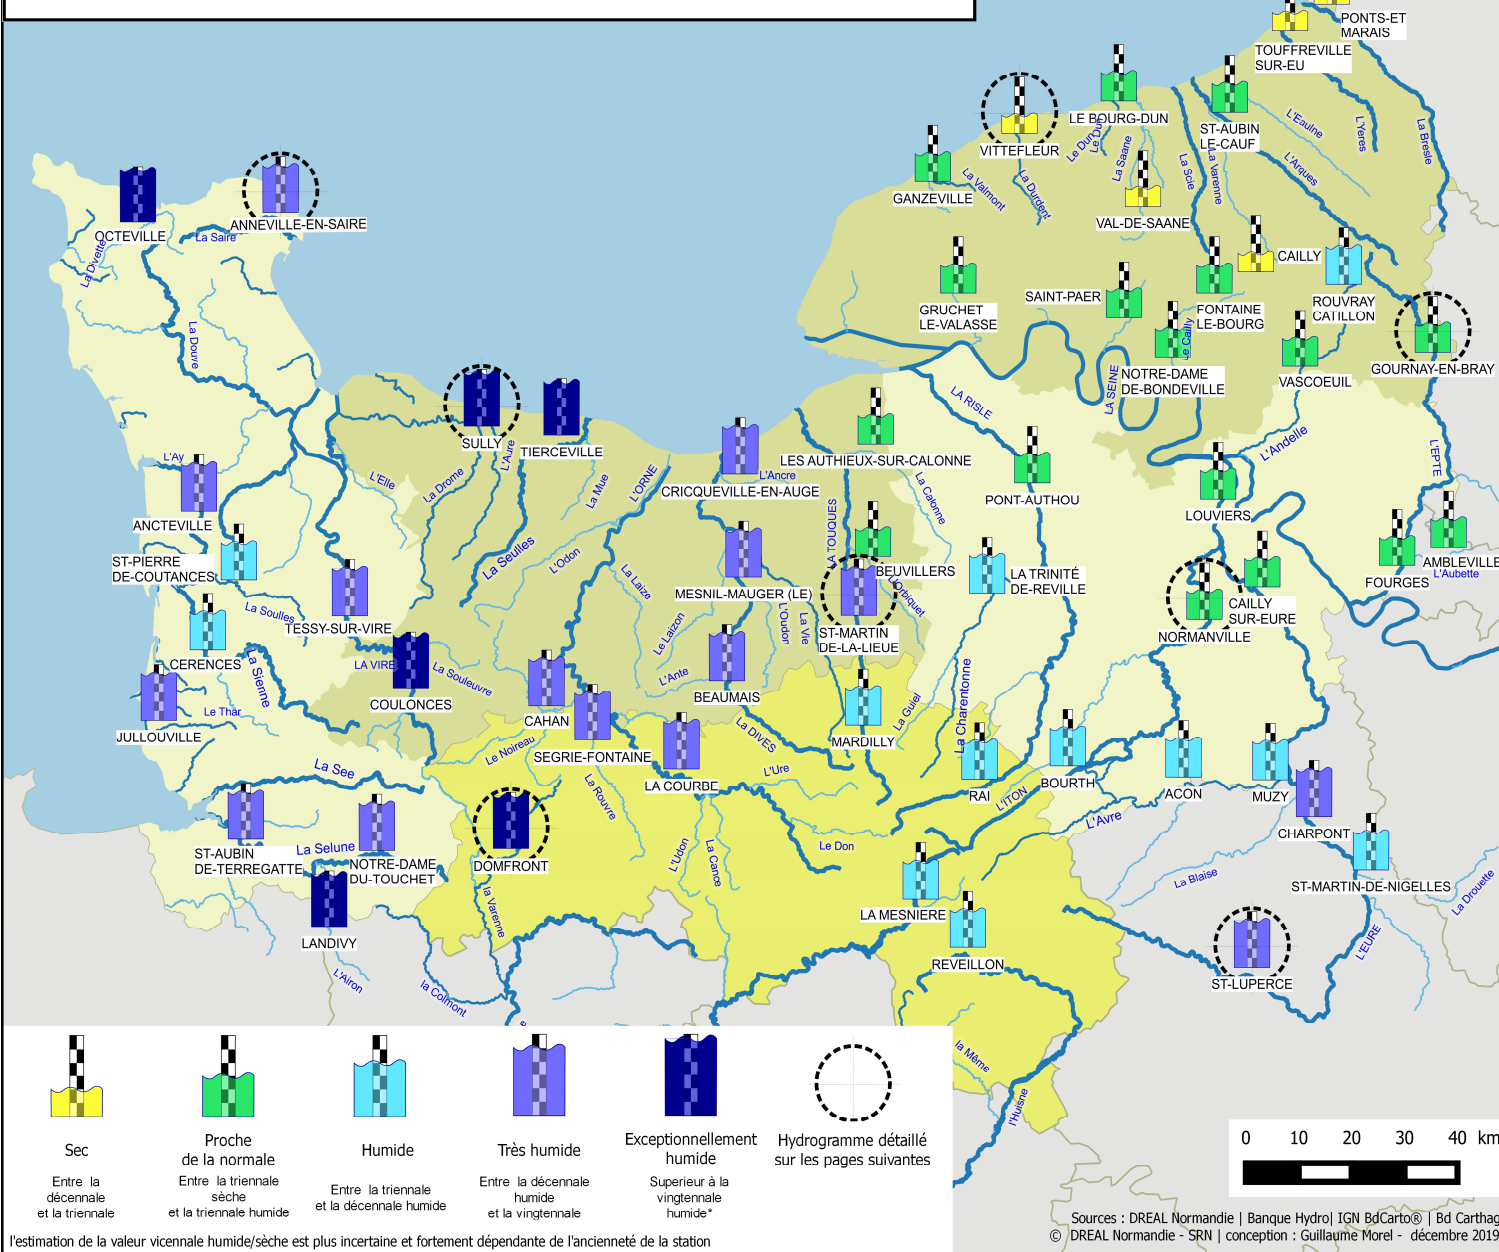 PONTS-ET
MARAIS
TOUFFREVILLE
SUR-EU
LE BOURG-DUN
VITTEFLEUR
ST-AUBIN
LE-CAUF
L'Eaulne
L'Yeres
La Bresle
Le Dun
Le Dun
La Saane
La Scie
La Varenne
L'Arques
GANZEVILLE
La Valmont
La Durdent
VAL-DE-SAANE
OCTEVILLE
ANNEVILLE-EN-SAIRE
La Saire
La Divette
CAILLY
GRUCHET
LE-VALASSE
SAINT-PAER
FONTAINE
LE-BOURG
ROUVRAY
CATILLON
Le Cailly
La Douve
NOTRE-DAME
DE-BONDEVILLE
VASCOEUIL
GOURNAY-EN-BRAY
LA SEINE
LA RISLE
SULLY
TIERCEVILLE
L'Aure
L'Ay
L'Elle
La Drome
La Mue
L'ORNE
CRICQUEVILLE-EN-AUGE
L'Ancre
LES AUTHIEUX-SUR-CALONNE
La Calonne
PONT-AUTHOU
L'Andelle
L'EPTE
LOUVIERS
ANCTEVILLE
LA TOUQUES
ST-PIERRE
DE-COUTANCES
La Seulles
L'Odon
La Laize
BEUVILLERS
LA TRINITÉ
DE-REVILLE
FOURGES
AMBLEVILLE
L'Aubette
MESNIL-MAUGER (LE)
L'Orbiquet
La Soulles
TESSY-SUR-VIRE
Le Laizon
L'Oudon
La Vie
ST-MARTIN
DE-LA-LIEUE
CAILLY
SUR-EURE
NORMANVILLE
CERENCES
La Sienne
LA VIRE
La Souleuvre
L'Ante
BEAUMAIS
COULONCES
Le Thar
JULLOUVILLE
CAHAN
SEGRIE-FONTAINE
Le Noireau
La DIVES
MARDILLY
La Guiel
La Charentonne
La See
La Rouvre
LA COURBE
L'Ure
RAI
L'ITON
BOURTH
ACON
MUZY
L'Avre
CHARPONT
ST-AUBIN
DE-TERREGATTE
La Selune
NOTRE-DAME
DU-TOUCHET
DOMFRONT
L'Udon
La Cance
Le Don
La Blaise
ST-MARTIN-DE-NIGELLES
La Drouette
la Varenne
LANDIVY
LA MESNIERE
REVEILLON
L'EURE
ST-LUPERCE
L'Airon
la Colmont
la Même
l'Huisne
Sec
Entre la
décennale
et la triennale
Proche
de la normale
Entre la triennale
sèche
et la triennale humide
Humide
Entre la triennale
et la décennale humide
Très humide
Entre la décennale
humide
et la vingtennale
Exceptionnellement
humide
Superieur à la
vingtennale
humide*
Hydrogramme détaillé
sur les pages suivantes
0 10 20 30 40 km
Sources : DREAL Normandie | Banque Hydro| IGN BdCarto® | Bd Carthag
© DREAL Normandie - SRN | conception : Guillaume Morel - décembre 2019
l'estimation de la valeur vicennale humide/sèche est plus incertaine et fortement dépendante de l'ancienneté de la station